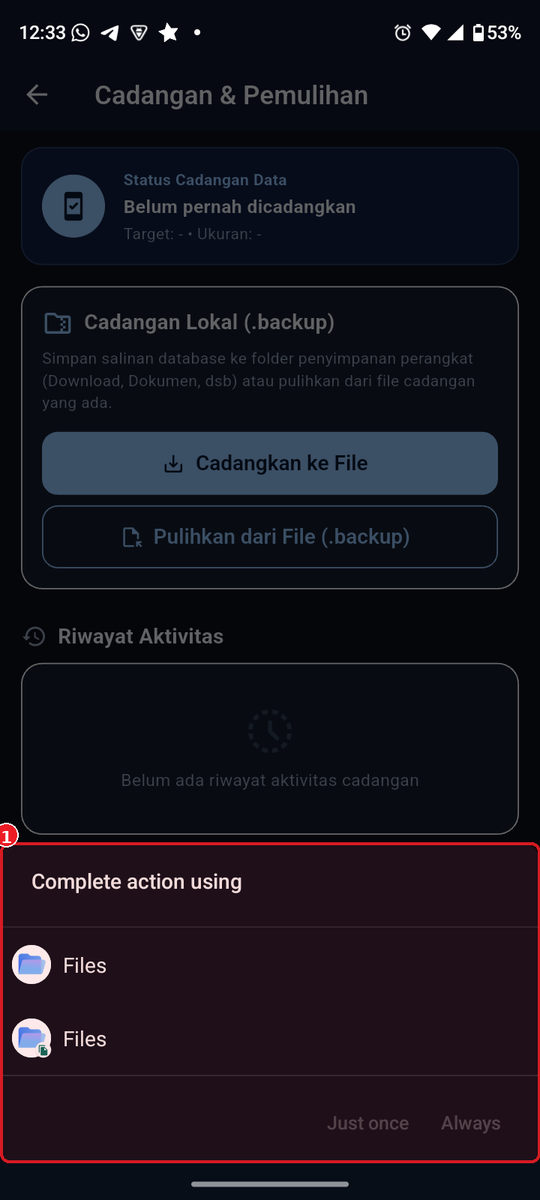 12:33
53%
Cadangan & Pemulihan
Status Cadangan Data
Belum pernah dicadangkan
Target: - • Ukuran: -
Cadangan Lokal (.backup)
Simpan salinan database ke folder penyimpanan perangkat
(Download, Dokumen, dsb) atau pulihkan dari file cadangan
yang ada.
Cadangkan ke File
Pulihkan dari File (.backup)
Riwayat Aktivitas
Belum ada riwayat aktivitas cadangan
1
Complete action using
Files
Files
Just once
Always